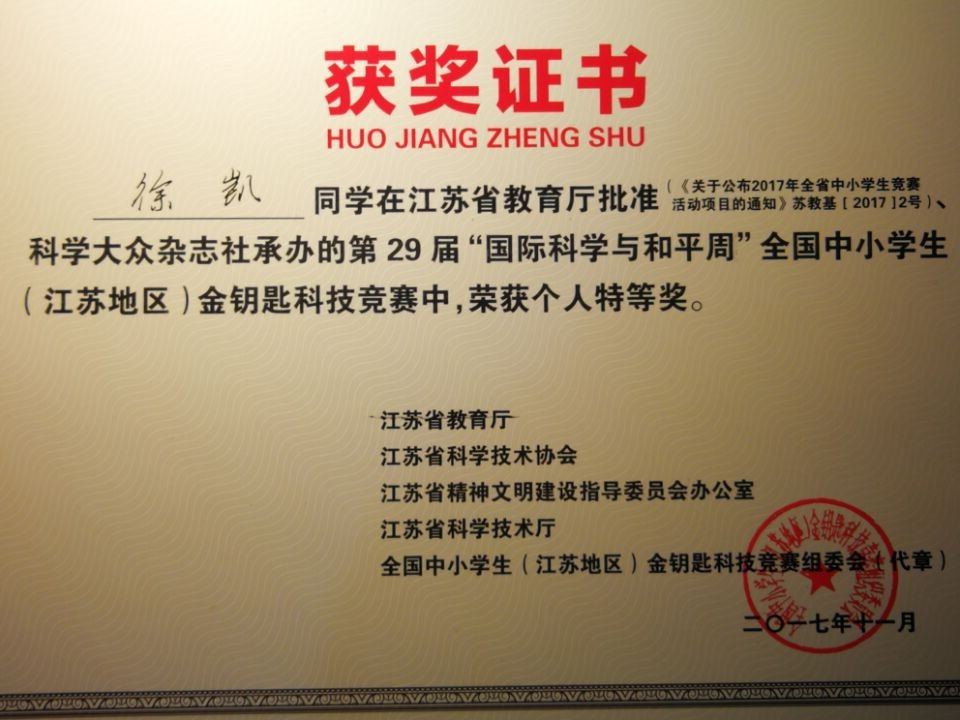 获奖证书
HUO JIANG ZHENG SHU
徐凯 同学在江苏省教育厅批准(《关于公布2017年全省中小学生竞赛活动项目的通知》苏教基[2017]2号)、
科学大众杂志社承办的第29届“国际科学与和平周”全国中小学生
(江苏地区)金钥匙科技竞赛中,荣获个人特等奖。
江苏省教育厅
江苏省科学技术协会
江苏省精神文明建设指导委员会办公室
江苏省科学技术厅
全国中小学生(江苏地区)金钥匙科技竞赛组委会(代章)
二〇一七年十一月